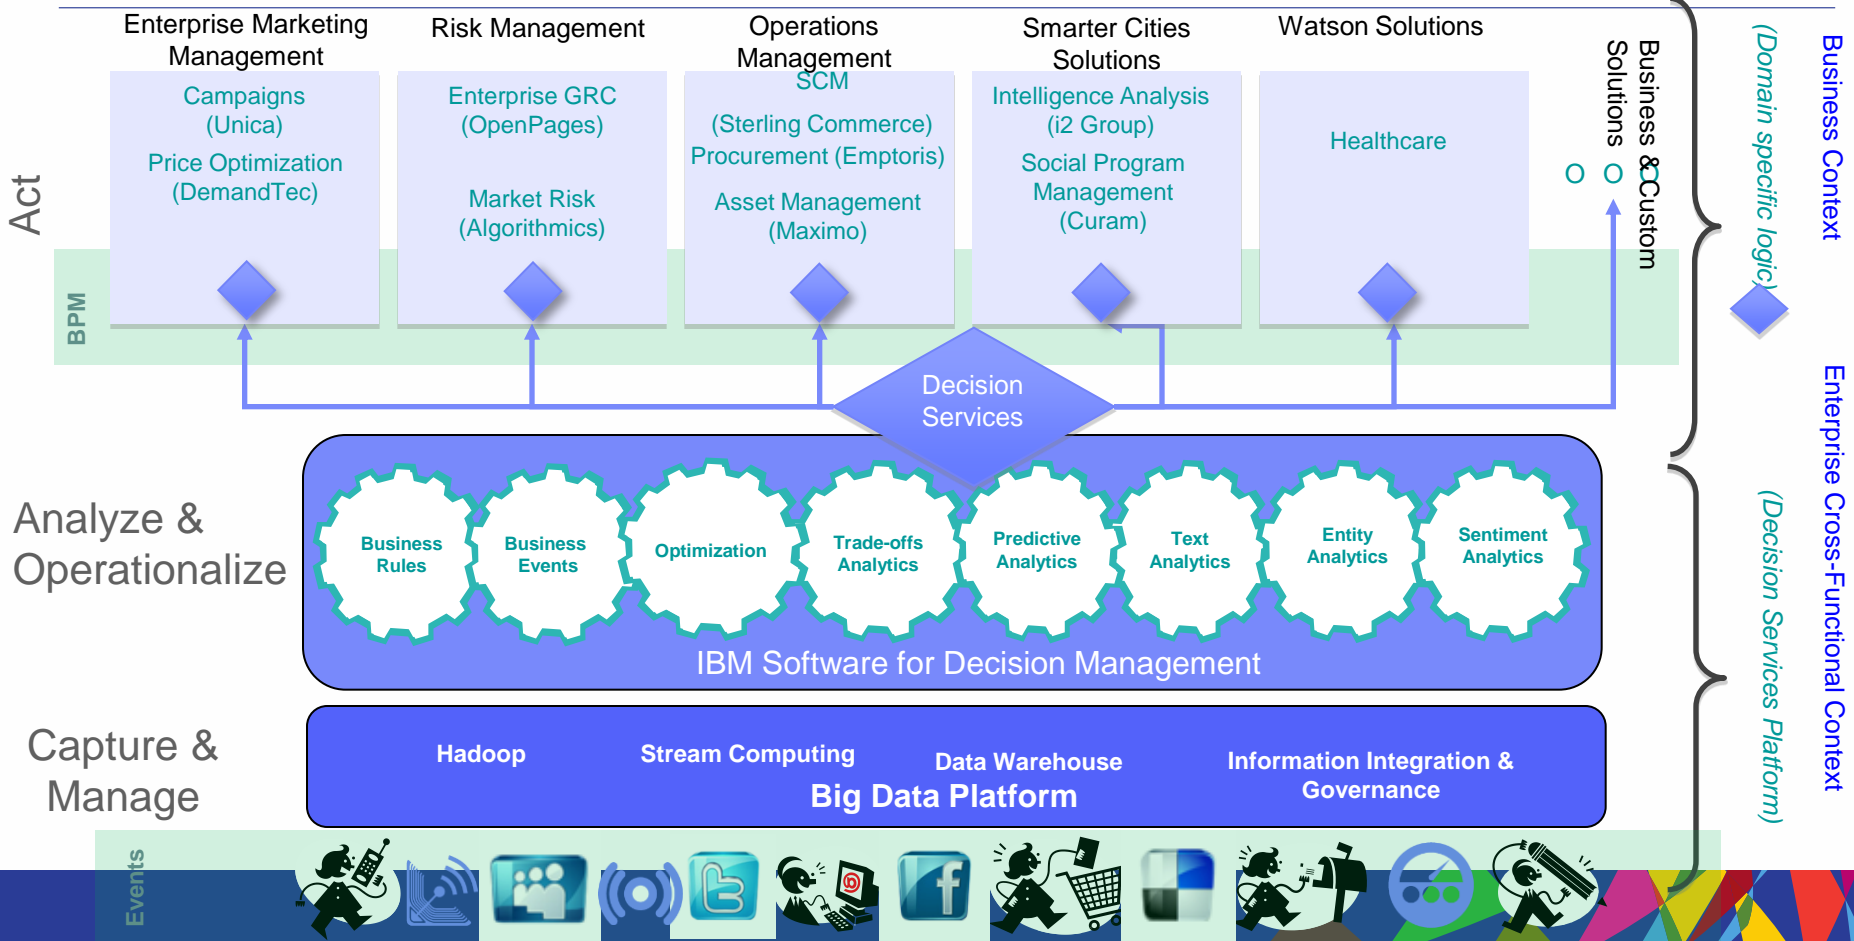 Enterprise Marketing
Management
Campaigns
(Unica)
Price Optimization
(DemandTec)
Risk Management
Enterprise GRC
(OpenPages)
Market Risk
(Algorithmics)
Operations
Management
SCM
(Sterling Commerce)
Procurement (Emptoris)
Asset Management
(Maximo)
Smarter Cities
Solutions
Intelligence Analysis
(i2 Group)
Social Program
Management
(Curam)
Watson Solutions
Healthcare
O O O
Business & Custom
Solutions
(Domain specific logic)
Business Context
Act
BPM
Decision
Services
Analyze &
Operationalize
Business
Rules
Business
Events
Optimization
Trade-offs
Analytics
Predictive
Analytics
Text
Analytics
Entity
Analytics
Sentiment
Analytics
IBM Software for Decision Management
(Decision Services Platform)
Enterprise Cross-Functional Context
Capture &
Manage
Hadoop
Stream Computing
Data Warehouse
Information Integration &
Governance
Big Data Platform
Events